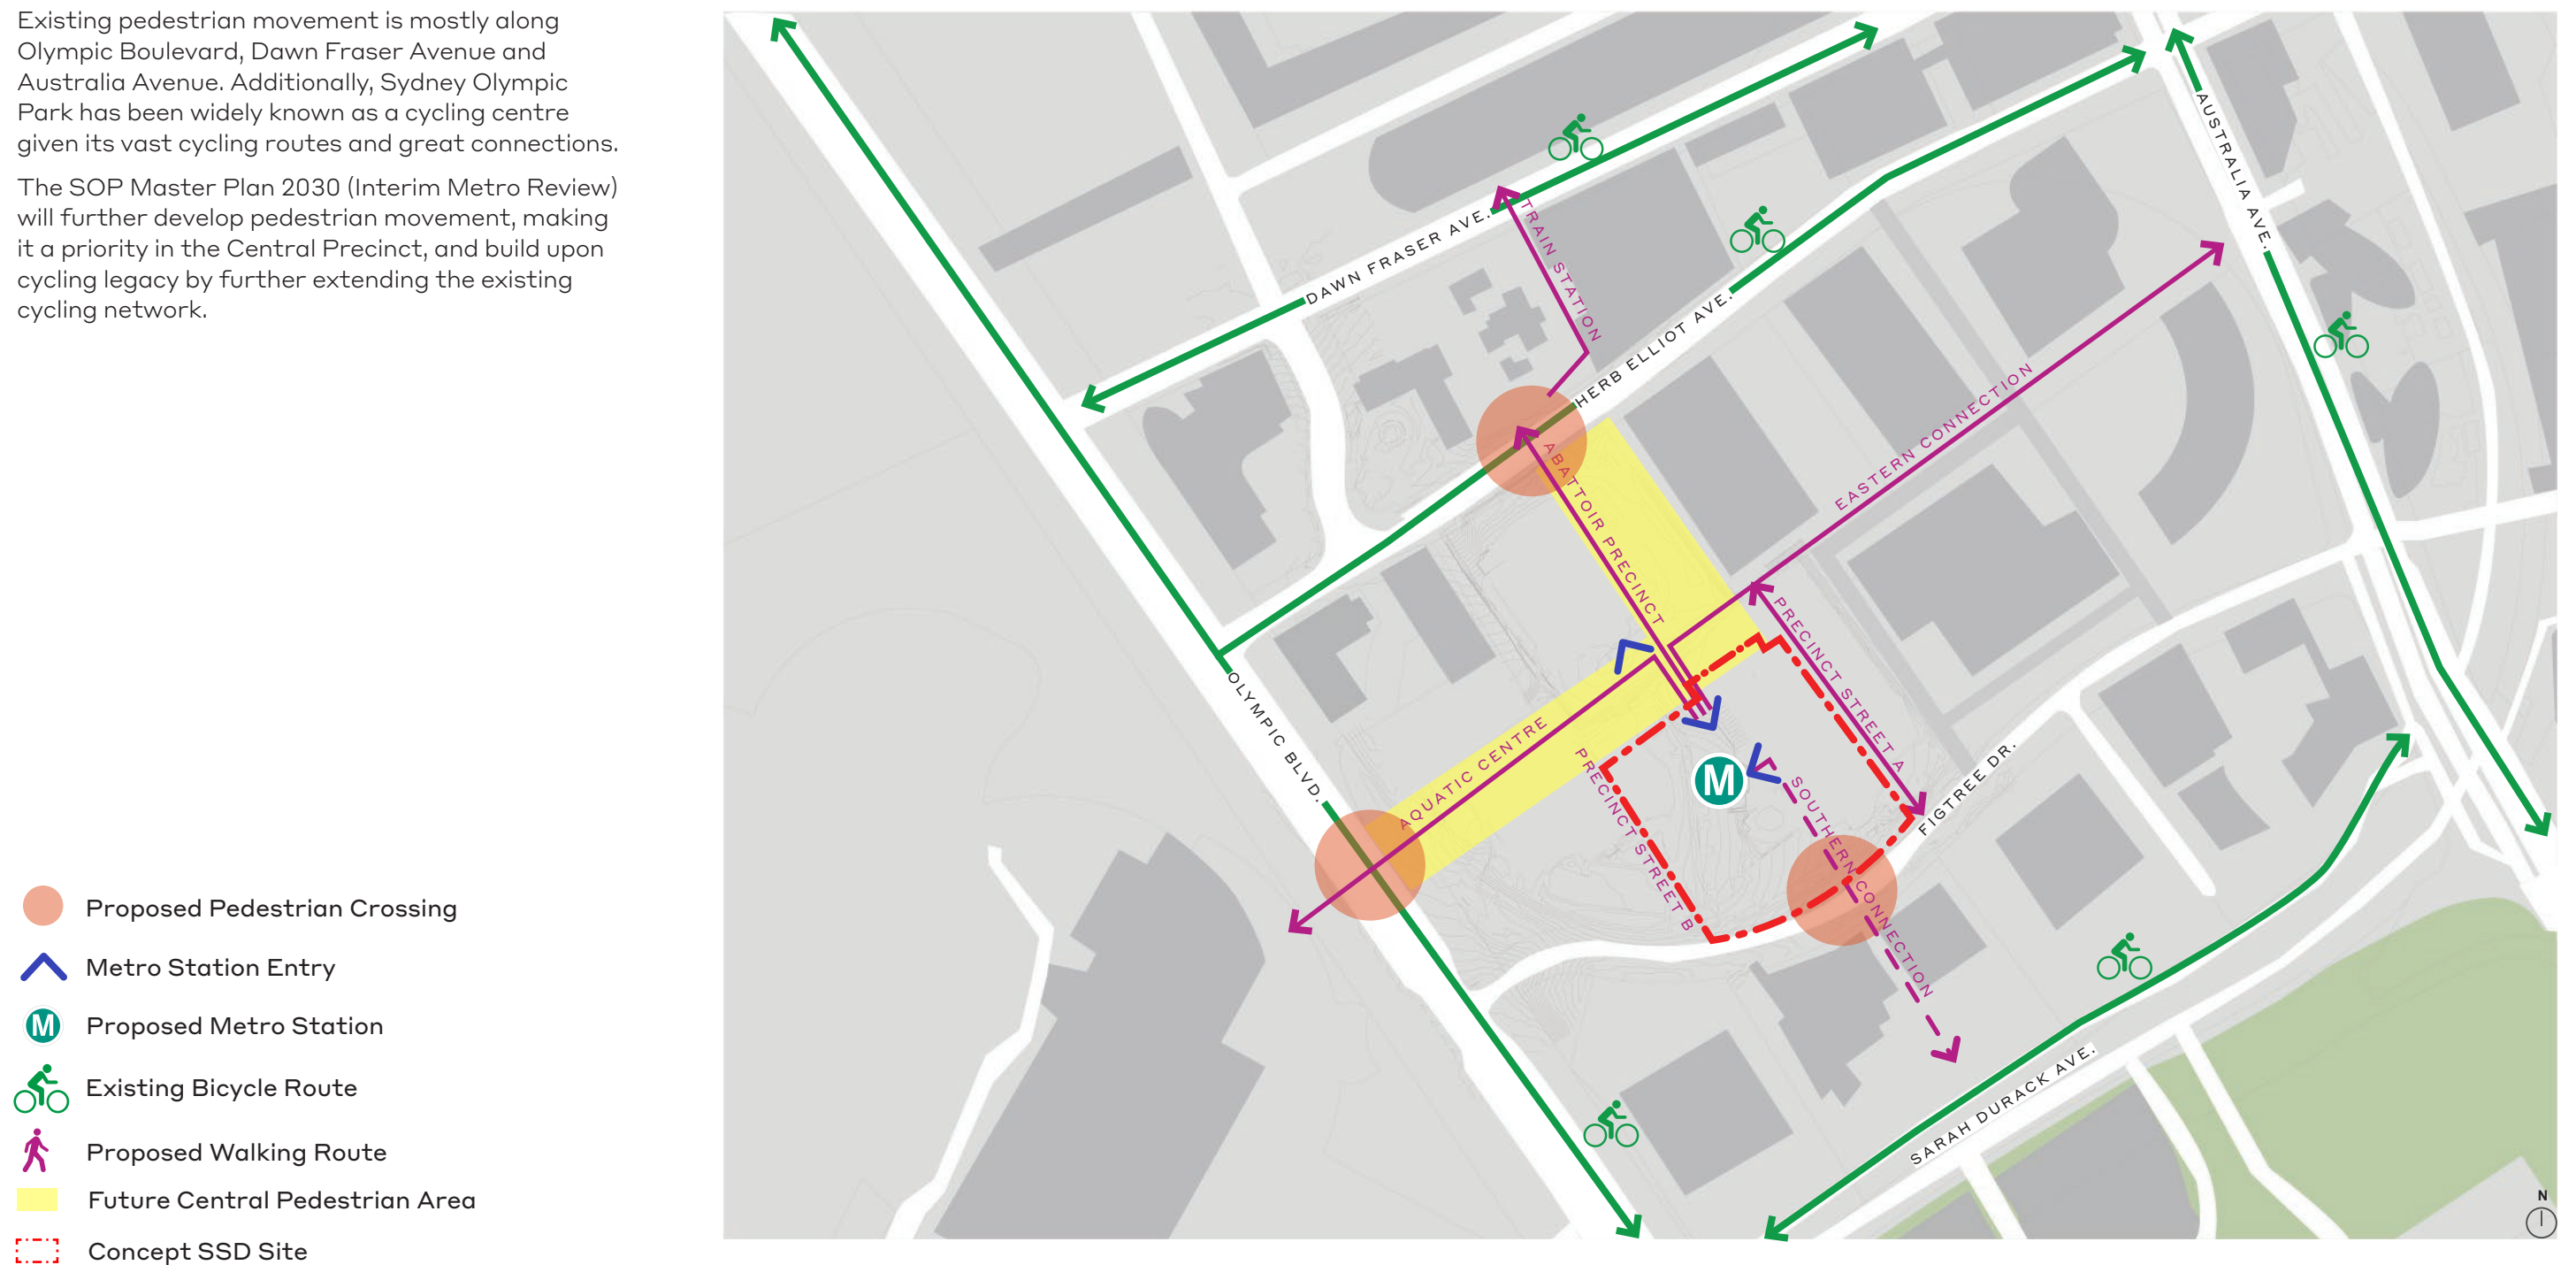 Existing pedestrian movement is mostly along
Olympic Boulevard, Dawn Fraser Avenue and
Australia Avenue. Additionally, Sydney Olympic
Park has been widely known as a cycling centre
given its vast cycling routes and great connections.
The SOP Master Plan 2030 (Interim Metro Review)
will further develop pedestrian movement, making
it a priority in the Central Precinct, and build upon
cycling legacy by further extending the existing
cycling network.
Proposed Pedestrian Crossing
Metro Station Entry
M Proposed Metro Station
Existing Bicycle Route
Proposed Walking Route
Future Central Pedestrian Area
Concept SSD Site
AUSTRALIA AVE.
DAWN FRASER AVE.
TRAIN STATION
HERB ELLIOT AVE.
EASTERN CONNECTION
ABATTOIR PRECINCT
PRECINCT STREET A
OLYMPIC BLVD.
AQUATIC CENTRE
PRECINCT STREET B
M
SOUTHERN CONNECTION
FIGTREE DR.
SARAH DURACK AVE.
N